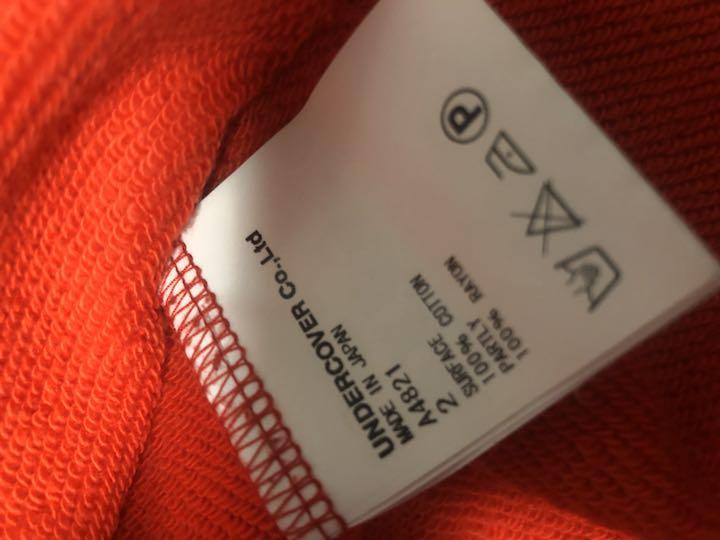 UNDERCOVER Co.,Ltd
MADE IN JAPAN
A4821
2
SURFACE COTTON
100%
PARTLY RAYON
100%
P